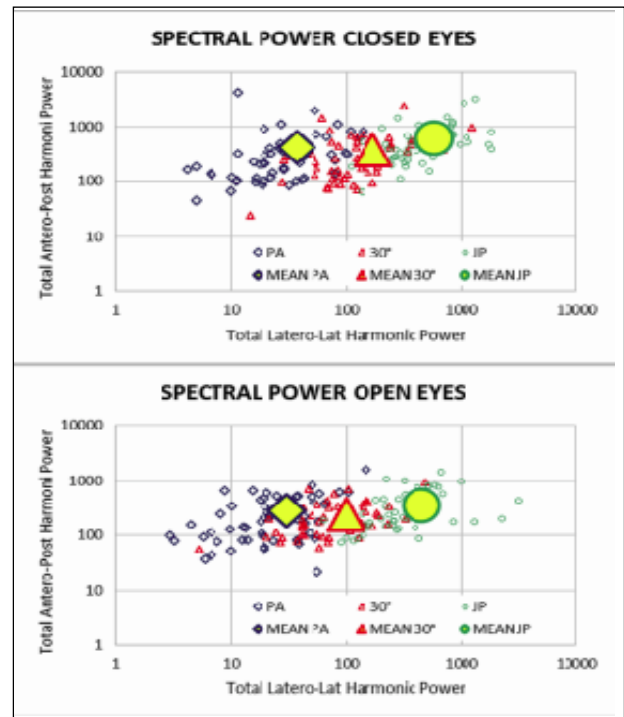 SPECTRAL POWER CLOSED EYES
Total Antero-Post Harmoni Power
10000
1000
100
10
1
PA 30° JP
MEAN PA MEAN 30° MEAN JP
1 10 100 1000 10000
Total Latero-Lat Harmonic Power
SPECTRAL POWER OPEN EYES
Total Antero-Post Harmoni Power
10000
1000
100
10
1
PA 30° JP
MEAN PA MEAN 30° MEAN JP
1 10 100 1000 10000
Total Latero-Lat Harmonic Power